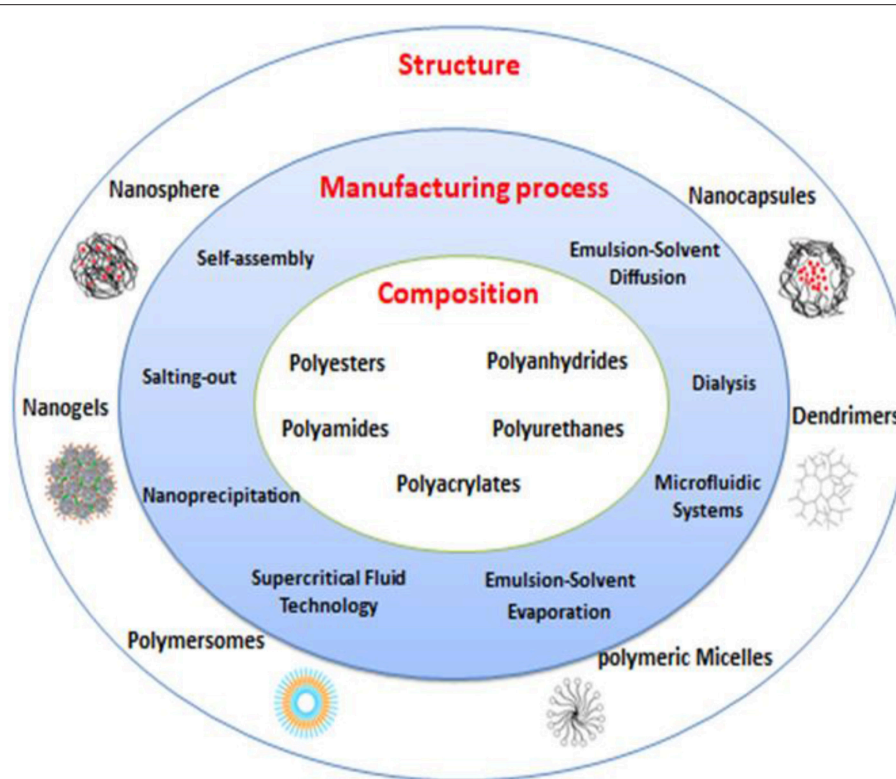 Structure
Nanosphere
Manufacturing process
Nanocapsules
Self-assembly
Emulsion-Solvent
Diffusion
Composition
Polyesters
Polyanhydrides
Salting-out
Dialysis
Nanogels
Dendrimers
Polyamides
Polyurethanes
Polyacrylates
Nanoprecipitation
Microfluidic
Systems
Supercritical Fluid
Technology
Emulsion-Solvent
Evaporation
Polymersomes
polymeric Micelles